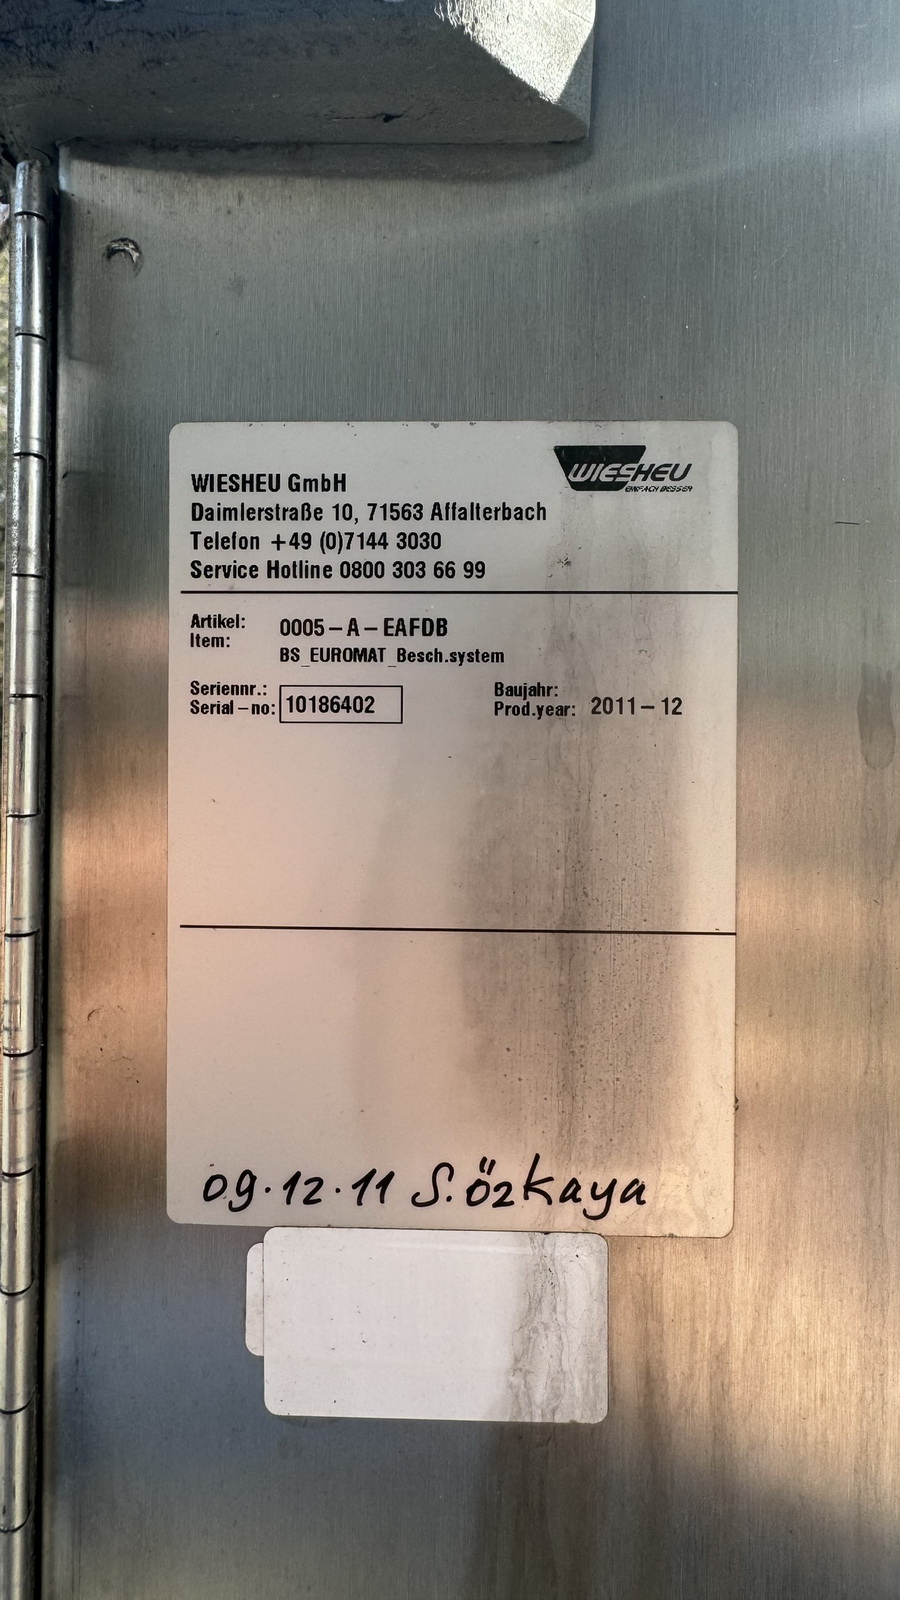 WIESHEU
EINFACH BESSER
WIESHEU GmbH
Daimlerstraße 10, 71563 Affalterbach
Telefon +49 (0)7144 3030
Service Hotline 0800 303 66 99
Artikel:
Item: 0005-A-EAFDB
BS_EUROMAT_Besch.system
Seriennr.: Baujahr:
Serial-no: 10186402 Prod.year: 2011-12
09.12.11 S.Özkaya